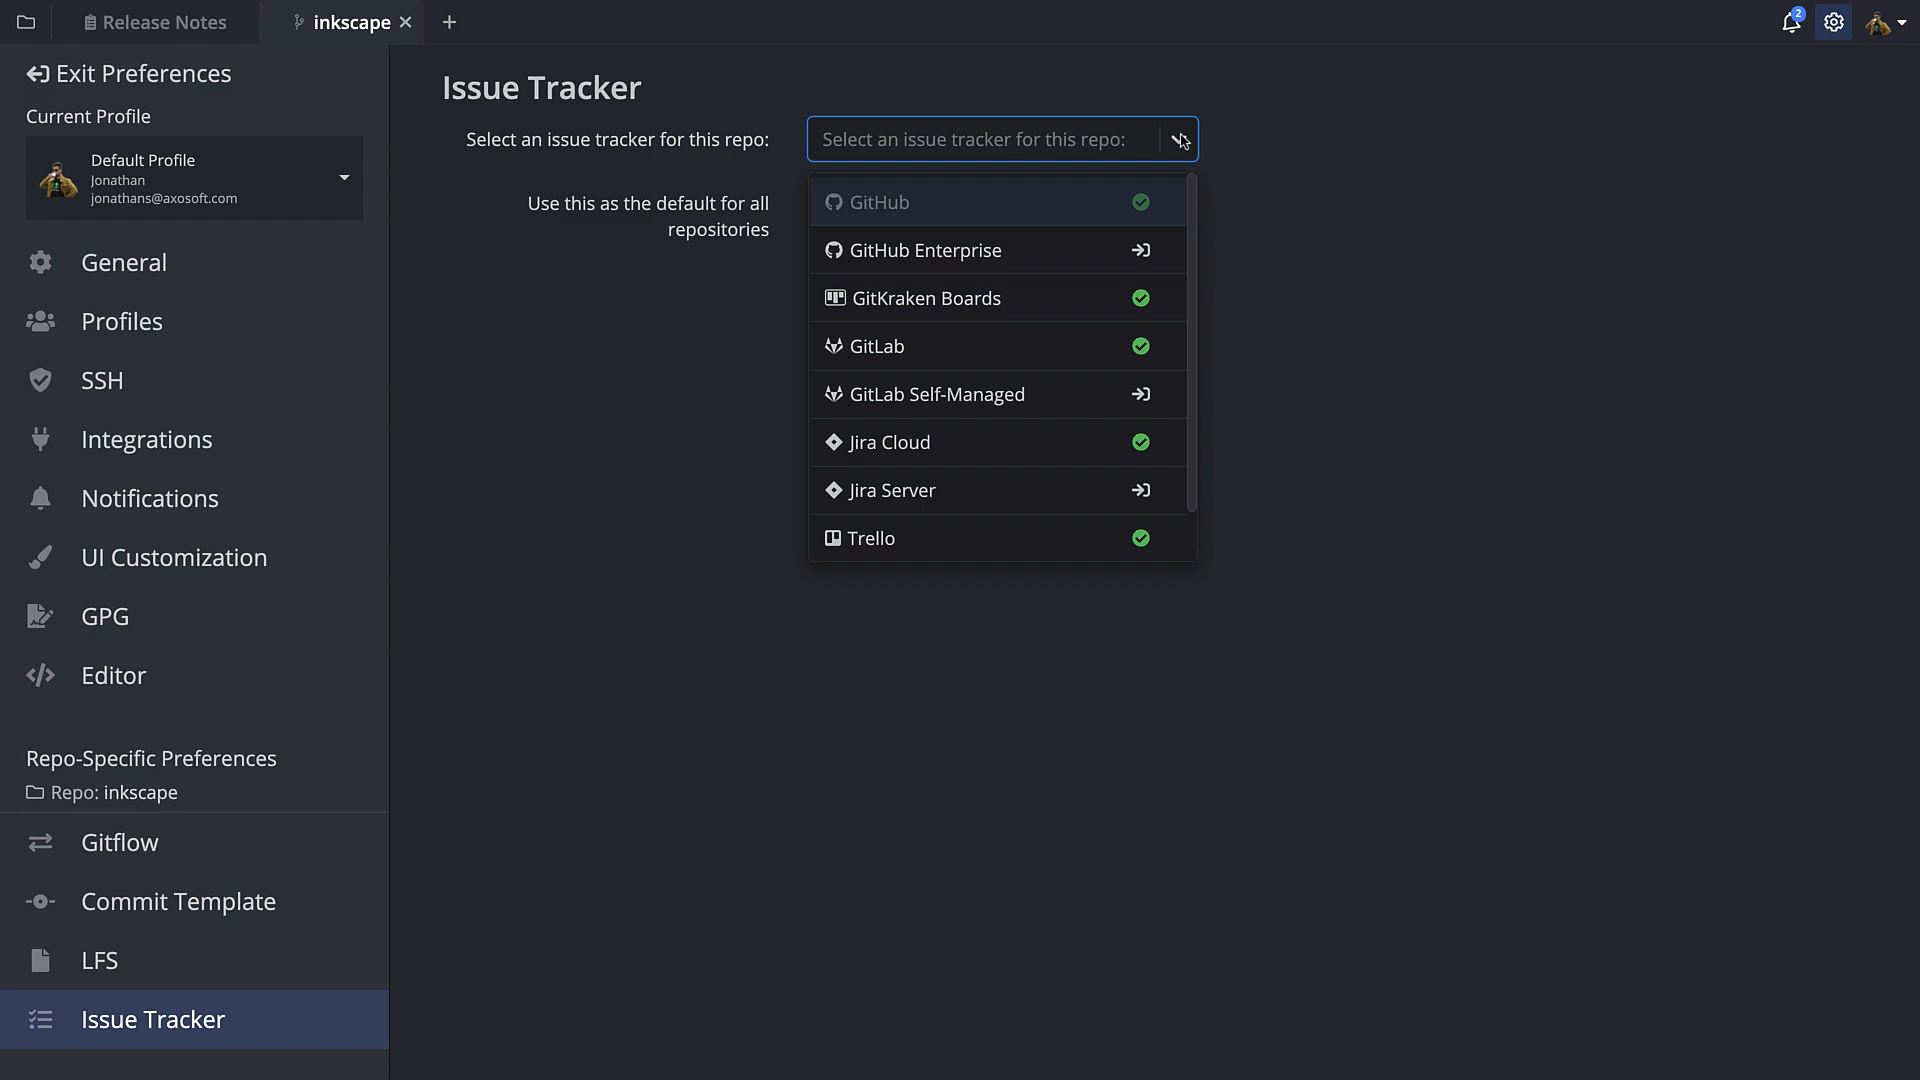 Release Notes
inkscape
2
Exit Preferences
Current Profile
Default Profile
Jonathan
jonathans@axosoft.com
General
Profiles
SSH
Integrations
Notifications
UI Customization
GPG
Editor
Repo-Specific Preferences
Repo: inkscape
Gitflow
Commit Template
LFS
Issue Tracker
Issue Tracker
Select an issue tracker for this repo:
Select an issue tracker for this repo:
Use this as the default for all
repositories
GitHub
GitHub Enterprise
GitKraken Boards
GitLab
GitLab Self-Managed
Jira Cloud
Jira Server
Trello